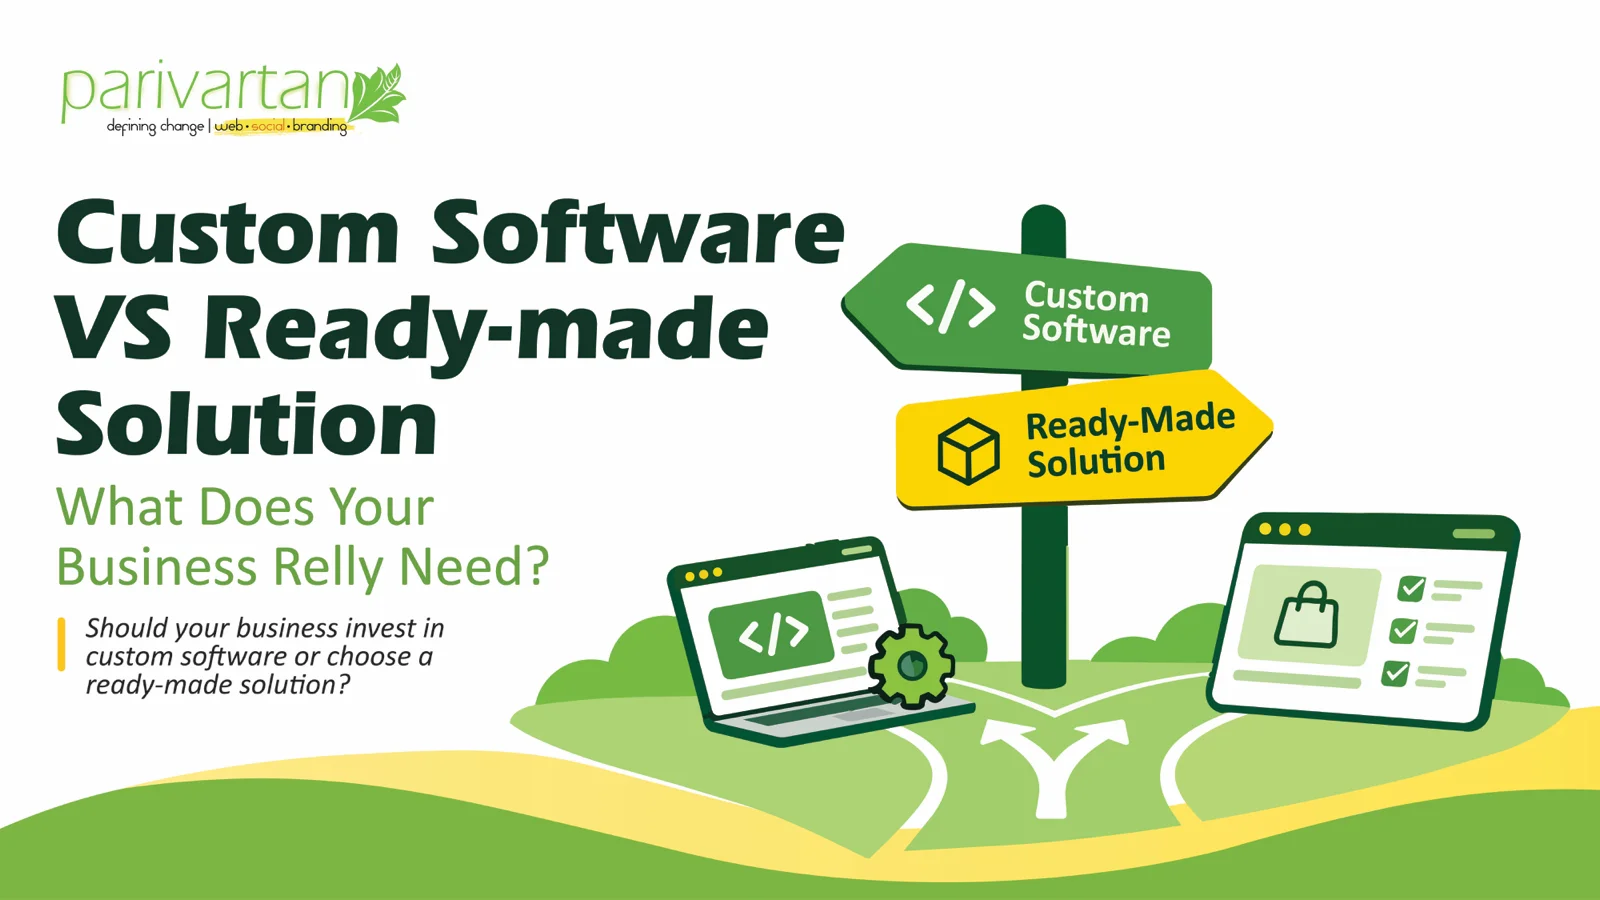 parivartan
defining change | web • social • branding
Custom Software
VS Ready-made
Solution
What Does Your
Business Relly Need?
Should your business invest in
custom software or choose a
ready-made solution?
</> Custom
Software
Ready-Made
Solution
</>